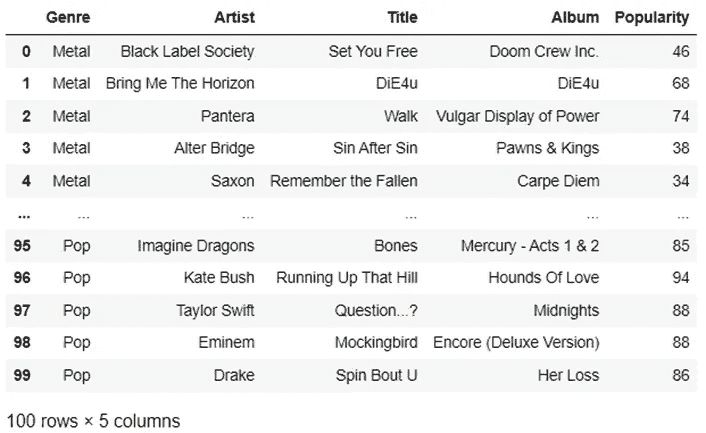 Genre Artist Title Album Popularity
0 Metal Black Label Society Set You Free Doom Crew Inc. 46
1 Metal Bring Me The Horizon DiE4u DiE4u 68
2 Metal Pantera Walk Vulgar Display of Power 74
3 Metal Alter Bridge Sin After Sin Pawns & Kings 38
4 Metal Saxon Remember the Fallen Carpe Diem 34
... ... ... ... ... ...
95 Pop Imagine Dragons Bones Mercury - Acts 1 & 2 85
96 Pop Kate Bush Running Up That Hill Hounds Of Love 94
97 Pop Taylor Swift Question...? Midnights 88
98 Pop Eminem Mockingbird Encore (Deluxe Version) 88
99 Pop Drake Spin Bout U Her Loss 86
100 rows × 5 columns